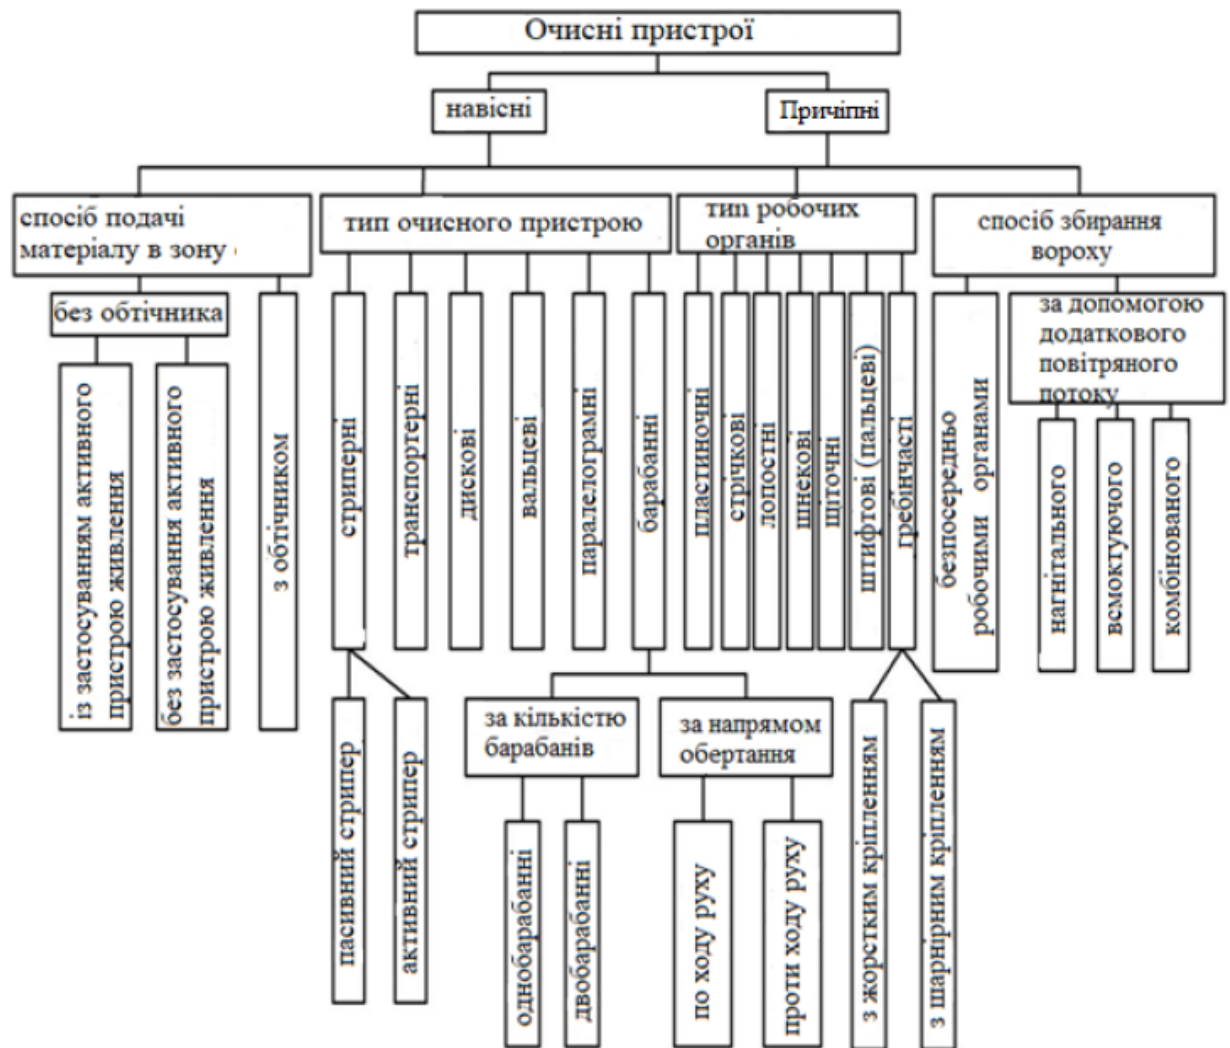 Очисні пристрої
навісні
Причіпні
спосіб подачі
матеріалу в зону
тип очисного пристрою
тип робочих
органів
спосіб збирання
вороху
без обтічника
із застосуванням активного
пристрою живлення
без застосування активного
пристрою живлення
з обтічником
стриперні
транспортерні
дискові
вальцеві
паралелограмні
барабанні
пластиночні
стрічкові
лопостні
шнекові
щіточні
штифтові (пальцеві)
гребінчасті
безпосередньо
робочими органами
за допомогою
додаткового
повітряного
потоку
нагнітального
всмоктуючого
комбінованого
пасивний стрипер
активний стрипер
за кількістю
барабанів
за напрямом
обертання
однобарабанні
двобарабанні
по ходу руху
проти ходу руху
з жорстким кріпленням
з шарнірним кріпленням